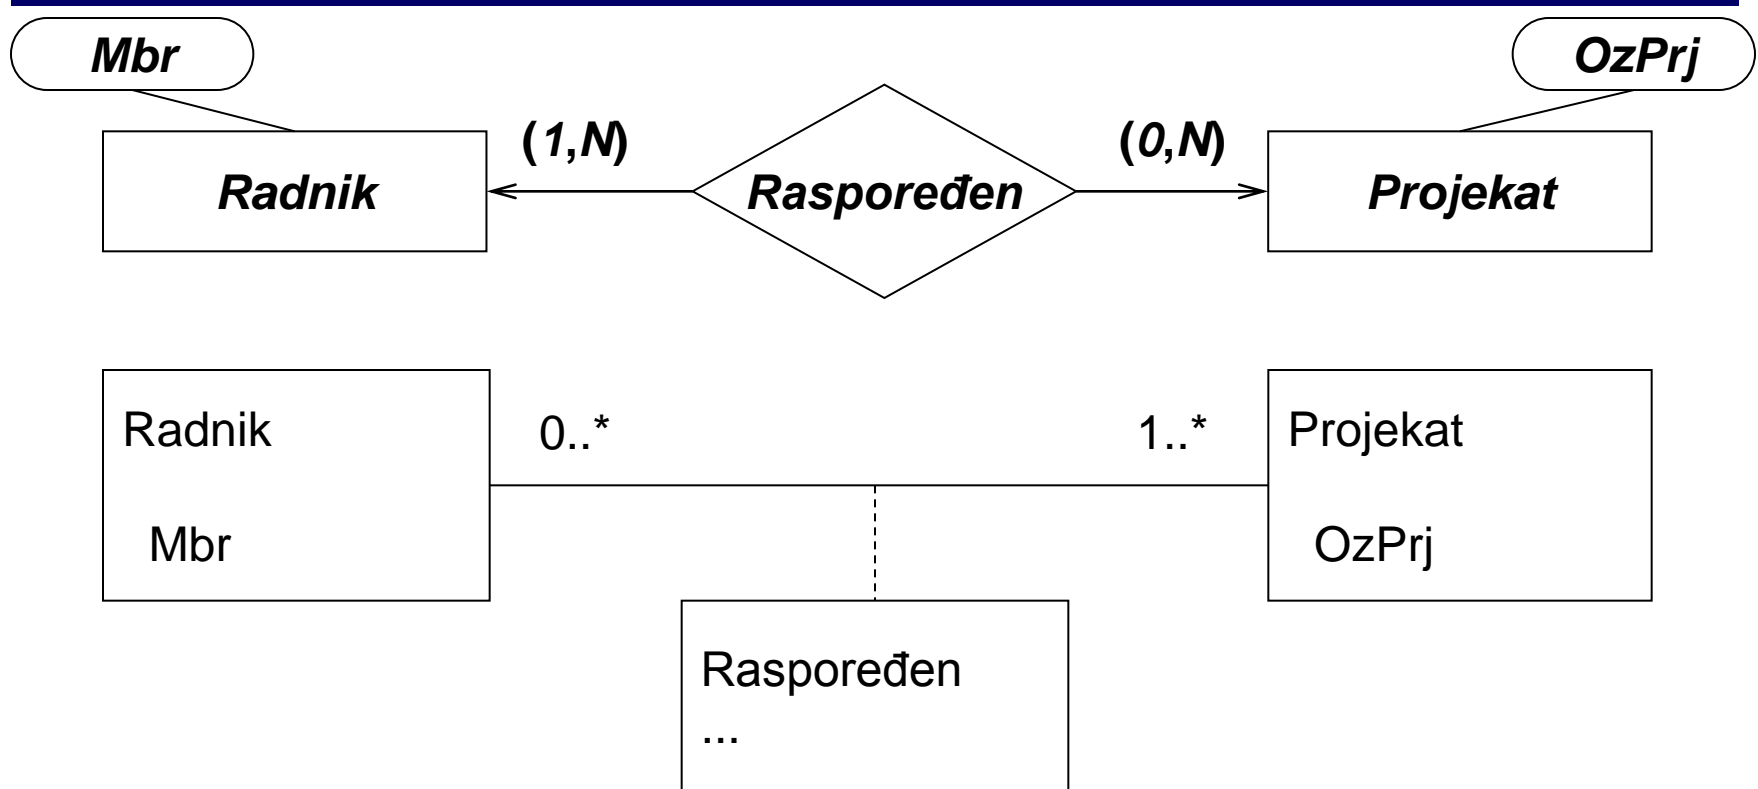 Mbr
OzPrj
(1,N)
(0,N)
Radnik
Raspoređen
Projekat
Radnik
0..*
1..*
Projekat
Mbr
OzPrj
Raspoređen
...